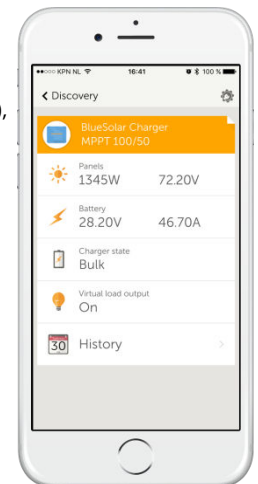 ),
KPN NL 16:41 100 %
Discovery
BlueSolar Charger
MPPT 100/50
Panels
1345W 72.20V
Battery
28.20V 46.70A
Charger state
Bulk
Virtual load output
On
30 History